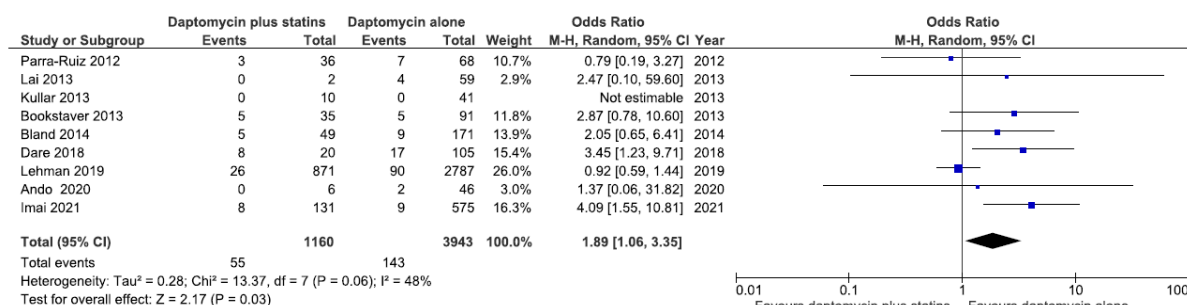 Daptomycin plus statins Daptomycin alone Odds Ratio Odds Ratio
Study or Subgroup Events Total Events Total Weight M-H, Random, 95% CI Year M-H, Random, 95% CI
Parra-Ruiz 2012 3 36 7 68 10.7% 0.79 [0.19, 3.27] 2012
Lai 2013 0 2 4 59 2.9% 2.47 [0.10, 59.60] 2013
Kullar 2013 0 10 0 41 Not estimable 2013
Bookstaver 2013 5 35 5 91 11.8% 2.87 [0.78, 10.60] 2013
Bland 2014 5 49 9 171 13.9% 2.05 [0.65, 6.41] 2014
Dare 2018 8 20 17 105 15.4% 3.45 [1.23, 9.71] 2018
Lehman 2019 26 871 90 2787 26.0% 0.92 [0.59, 1.44] 2019
Ando 2020 0 6 2 46 3.0% 1.37 [0.06, 31.82] 2020
Imai 2021 8 131 9 575 16.3% 4.09 [1.55, 10.81] 2021
Total (95% CI) 1160 3943 100.0% 1.89 [1.06, 3.35]
Total events 55 143
Heterogeneity: Tau² = 0.28; Chi² = 13.37, df = 7 (P = 0.06); I² = 48%
Test for overall effect: Z = 2.17 (P = 0.03)
0.01 0.1 1 10 100
Favours daptomycin plus statins Favours daptomycin alone